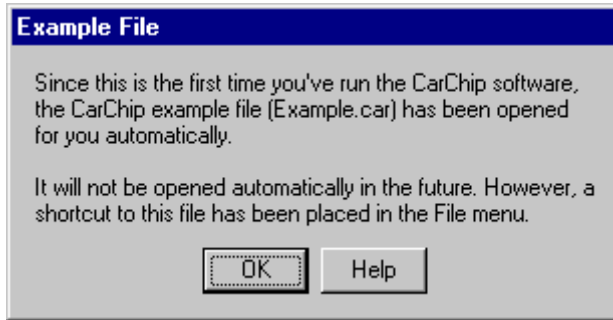 Example File
Since this is the first time you've run the CarChip software,
the CarChip example file (Example.car) has been opened
for you automatically.
It will not be opened automatically in the future. However, a
shortcut to this file has been placed in the File menu.
OK Help